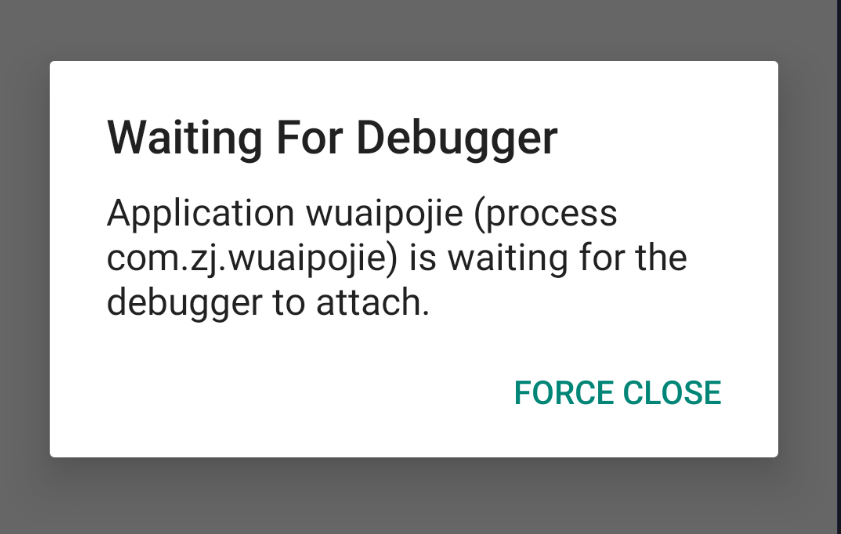 Waiting For Debugger
Application wuaipojie (process
com.zj.wuaipojie) is waiting for the
debugger to attach.
FORCE CLOSE